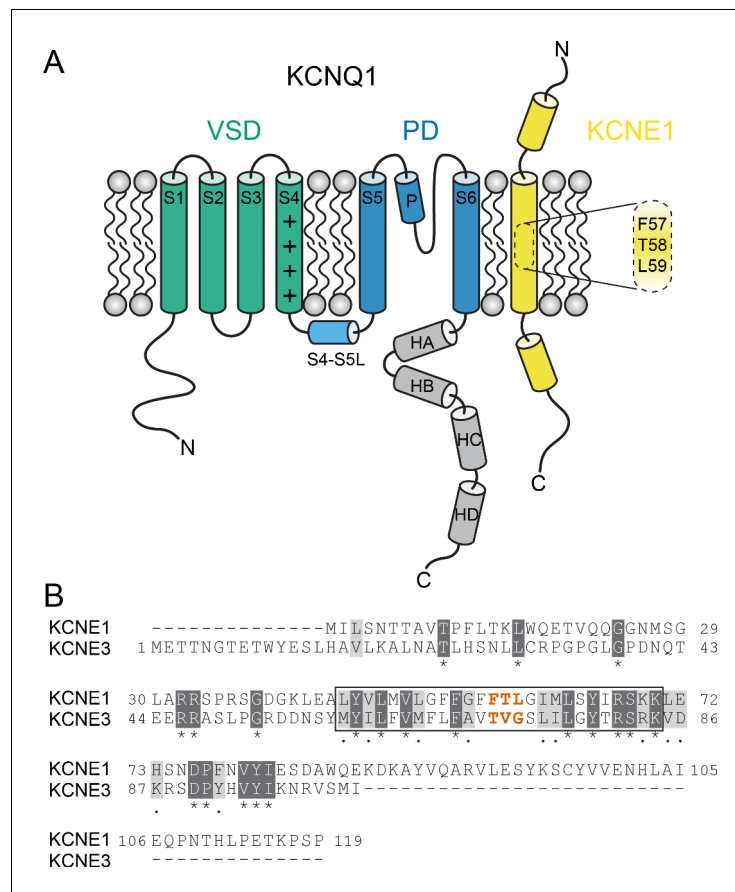 A
KCNQ1
N
VSD
PD
KCNE1
S1
S2
S3
S4
S5
P
S6
+
+
+
+
F57
T58
L59
S4-S5L
HA
HB
HC
HD
N
C
C
B
KCNE1 --------------MILSNTTAVTPFLTKLWQETVQQGGNMSG 29
KCNE3 1 METTNGTETWYESLHAVLKALNATLHSNLLCRPGPGLGPDNQT 43
* * *
KCNE1 30 LARRSPRSGDGKLEALYVLMVLGFFGFFTLGIMLSYIRSKKLE 72
KCNE3 44 EERRASLPGRDDNSYMYILFVMFLFAVTVGSLILGYTRSRKVD 86
** * .*.* * .* . ..* * **.*..
KCNE1 73 HSNDPFNVYIESDAWQEKDKAYVQARVLESYKSCYVVENHLAI 105
KCNE3 87 KRSDPYHVYIKNRVSMI--------------------------
. **. ***
KCNE1 106 EQPNTHLPETKPSP 119
KCNE3 --------------